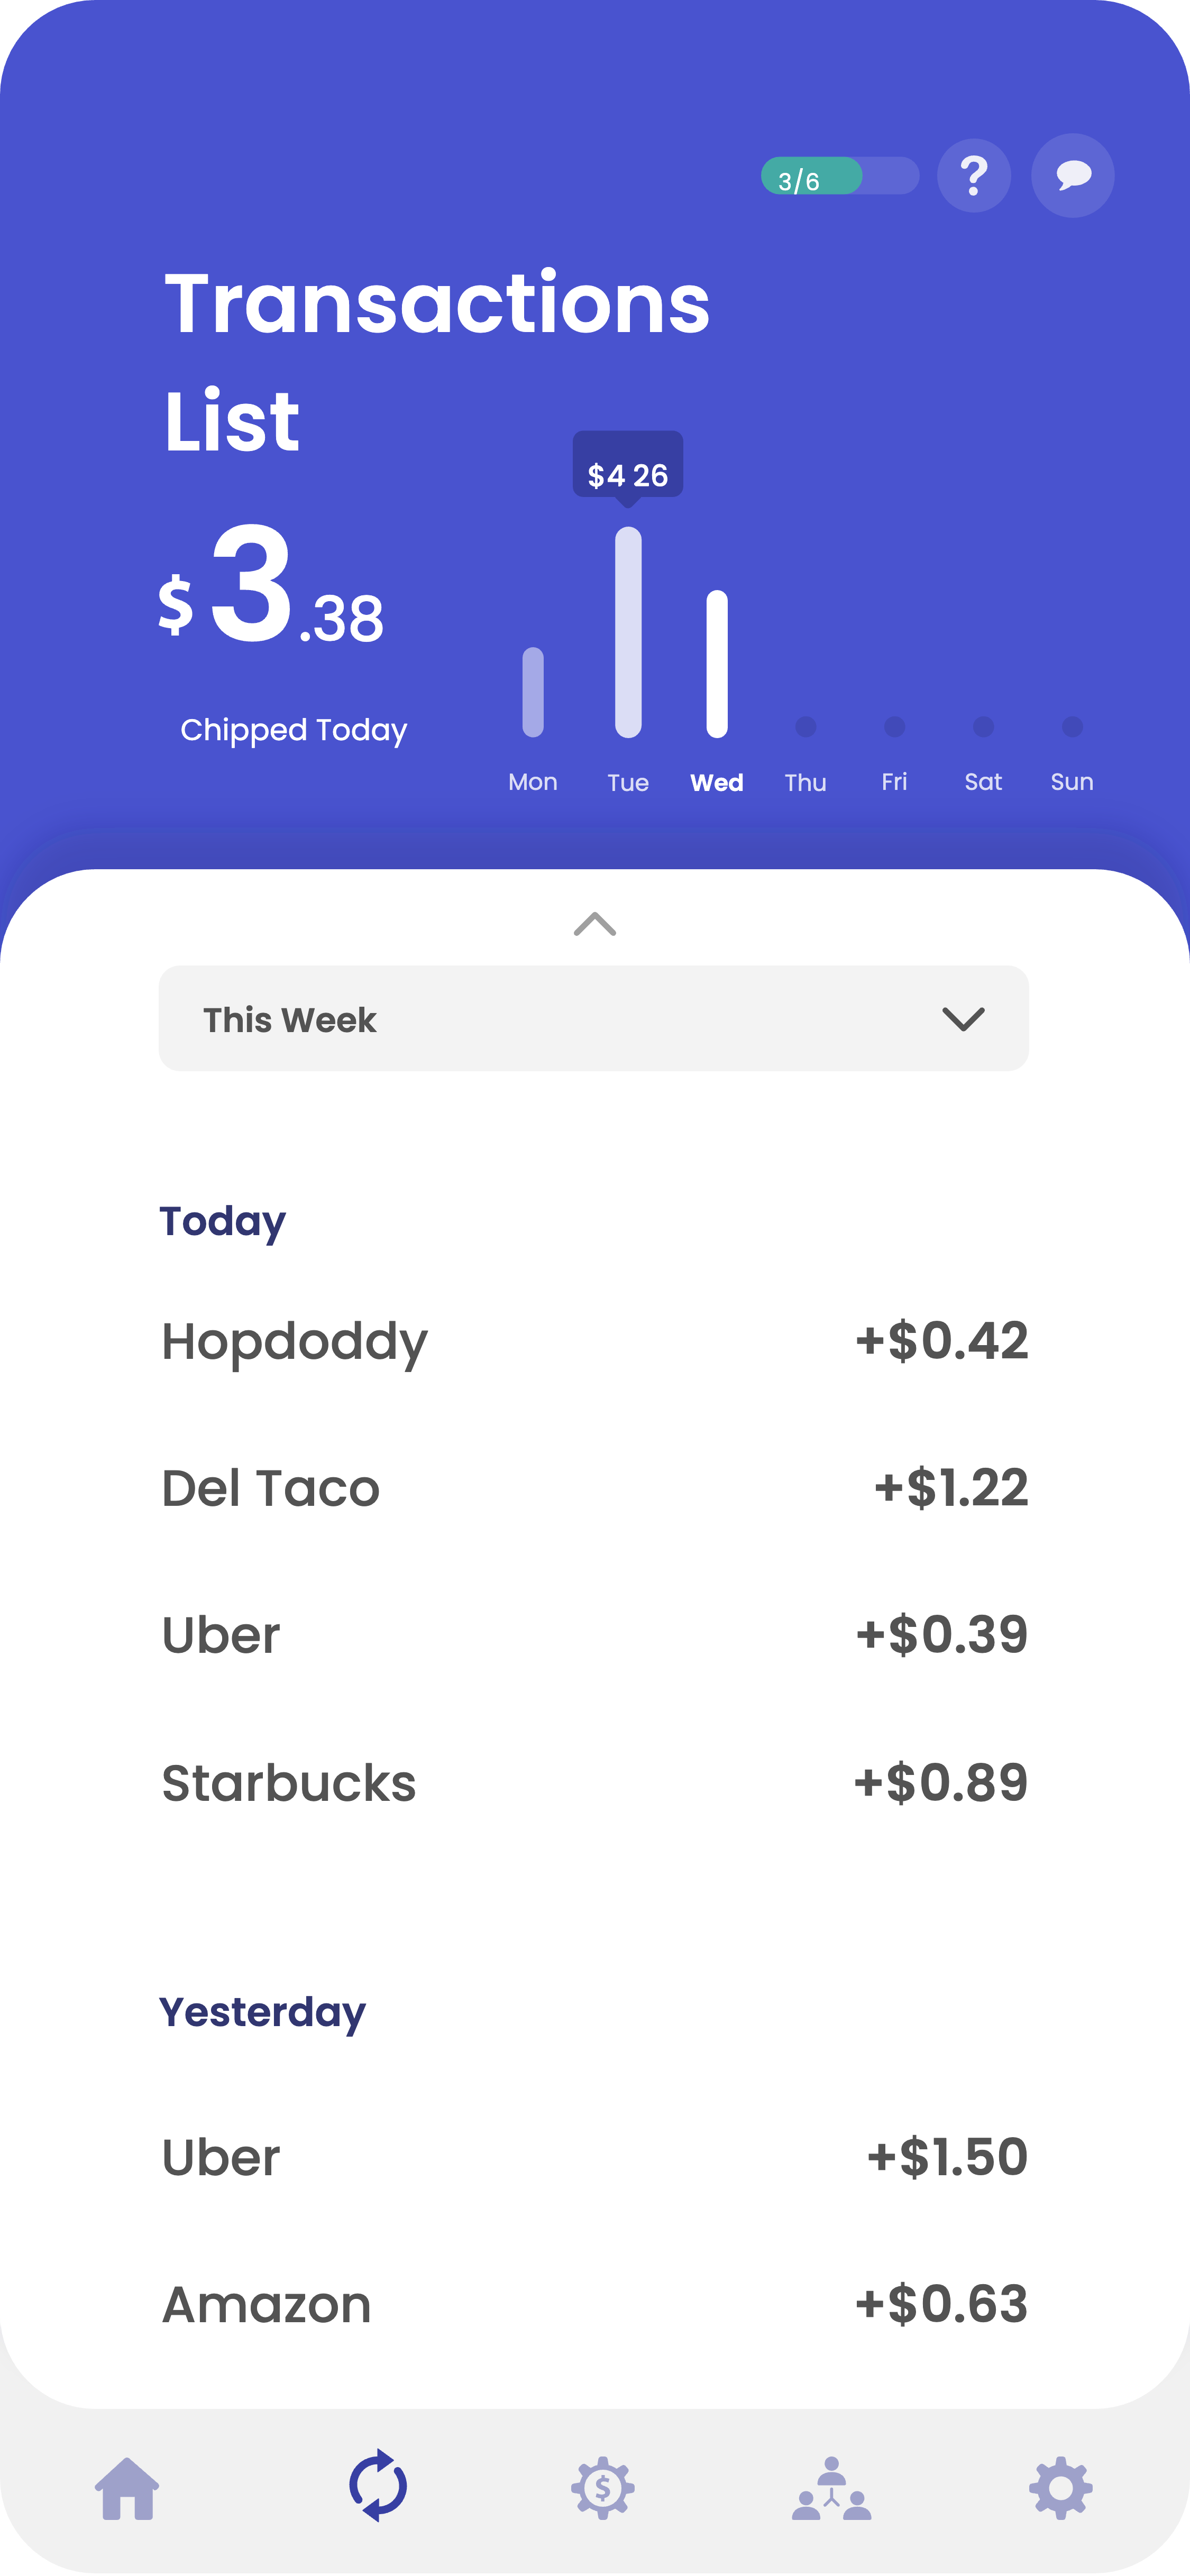 3/6
?
Transactions
List
$4 26
$3.38
Chipped Today
Mon Tue Wed Thu Fri Sat Sun
This Week
Today
Hopdoddy +$0.42
Del Taco +$1.22
Uber +$0.39
Starbucks +$0.89
Yesterday
Uber +$1.50
Amazon +$0.63
$